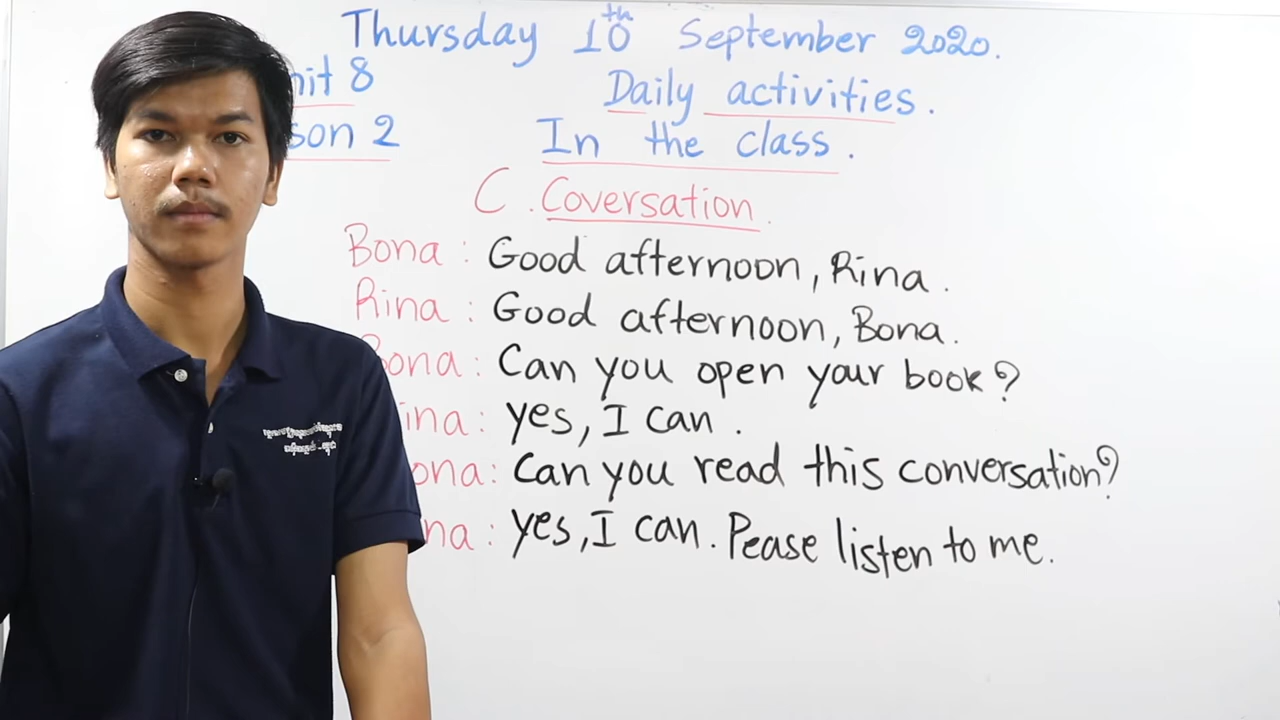 Thursday 10th September 2020.
nit 8
Daily activities.
son 2
In the class.
C. Coversation.
Bona: Good afternoon, Rina.
Rina: Good afternoon, Bona.
Bona: Can you open your book?
ina: yes, I can.
ona: Can you read this conversation?
na: yes, I can. Pease listen to me.